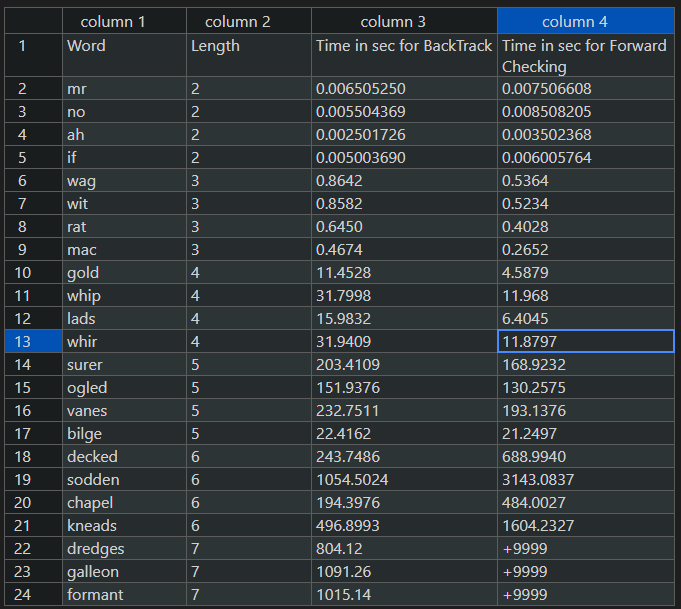 column 1 column 2 column 3 column 4
1 Word Length Time in sec for BackTrack Time in sec for Forward
Checking
2 mr 2 0.006505250 0.007506608
3 no 2 0.005504369 0.008508205
4 ah 2 0.002501726 0.003502368
5 if 2 0.005003690 0.006005764
6 wag 3 0.8642 0.5364
7 wit 3 0.8582 0.5234
8 rat 3 0.6450 0.4028
9 mac 3 0.4674 0.2652
10 gold 4 11.4528 4.5879
11 whip 4 31.7998 11.968
12 lads 4 15.9832 6.4045
13 whir 4 31.9409 11.8797
14 surer 5 203.4109 168.9232
15 ogled 5 151.9376 130.2575
16 vanes 5 232.7511 193.1376
17 bilge 5 22.4162 21.2497
18 decked 6 243.7486 688.9940
19 sodden 6 1054.5024 3143.0837
20 chapel 6 194.3976 484.0027
21 kneads 6 496.8993 1604.2327
22 dredges 7 804.12 +9999
23 galleon 7 1091.26 +9999
24 formant 7 1015.14 +9999